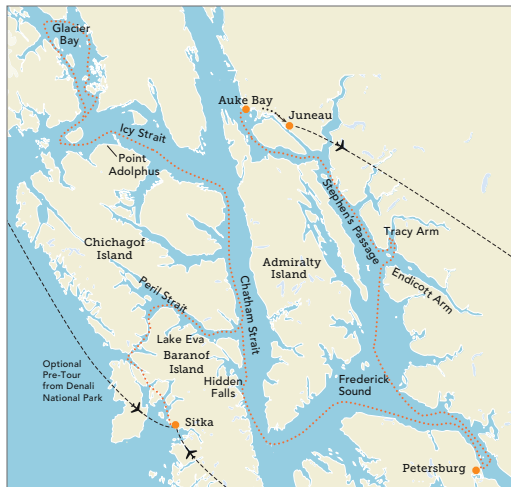 Glacier
Bay
Auke Bay
Juneau
Icy Strait
Point
Adolphus
Stephen's Passage
Tracy Arm
Chichagof
Island
Admiralty
Island
Endicott Arm
Peril Strait
Chatham Strait
Lake Eva
Baranof
Island
Optional
Pre-Tour
from Denali
National Park
Hidden
Falls
Frederick
Sound
Sitka
Petersburg